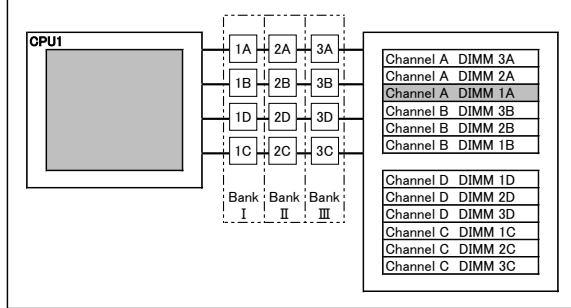 CPU1
1A 2A 3A
1B 2B 3B
1D 2D 3D
1C 2C 3C
Bank Bank Bank
Ⅰ Ⅱ Ⅲ
Channel A DIMM 3A
Channel A DIMM 2A
Channel A DIMM 1A
Channel B DIMM 3B
Channel B DIMM 2B
Channel B DIMM 1B
Channel D DIMM 1D
Channel D DIMM 2D
Channel D DIMM 3D
Channel C DIMM 1C
Channel C DIMM 2C
Channel C DIMM 3C